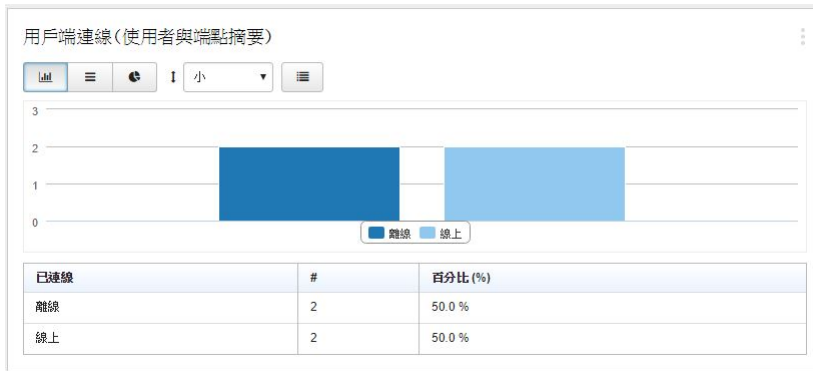 用戶端連線(使用者與端點摘要)
小
3
2
1
0
離線 線上
已連線 # 百分比 (%)
離線 2 50.0 %
線上 2 50.0 %